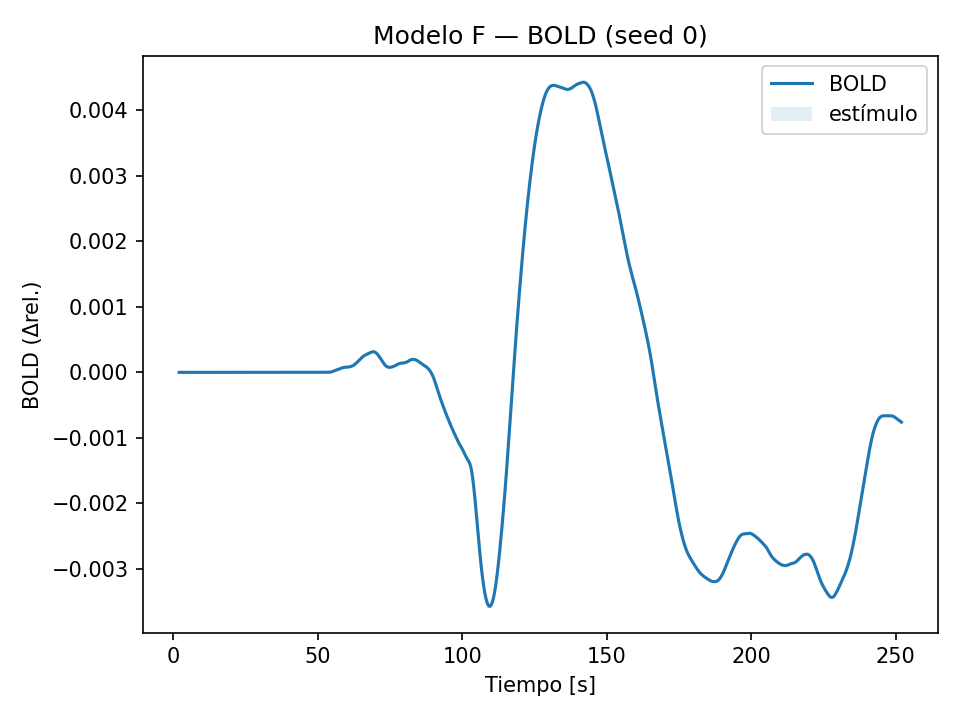 Modelo F — BOLD (seed 0)
BOLD
estímulo
BOLD (Δrel.)
0.004
0.003
0.002
0.001
0.000
−0.001
−0.002
−0.003
0
50
100
150
200
250
Tiempo [s]